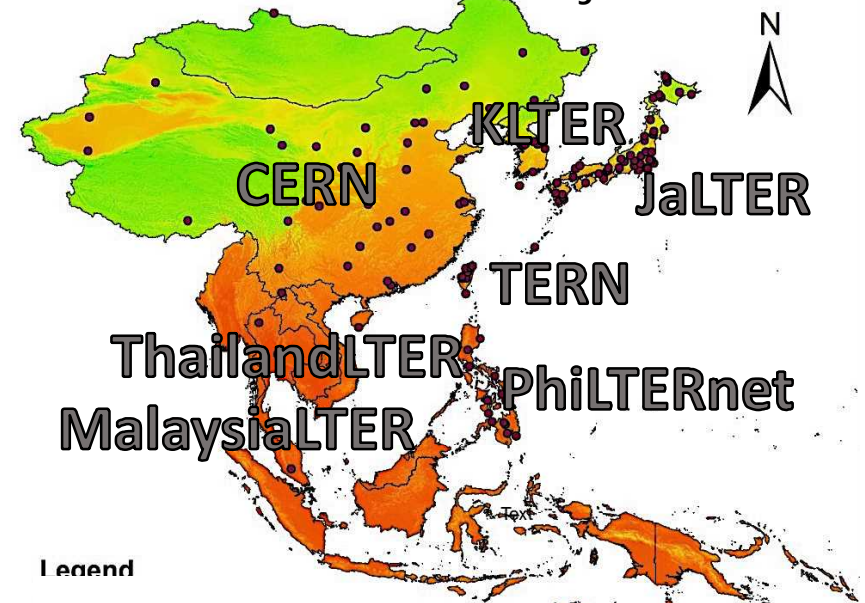 N
KLTER
CERN
JaLTER
TERN
ThailandLTER
PhiLTERnet
MalaysiaLTER
Text
Legend